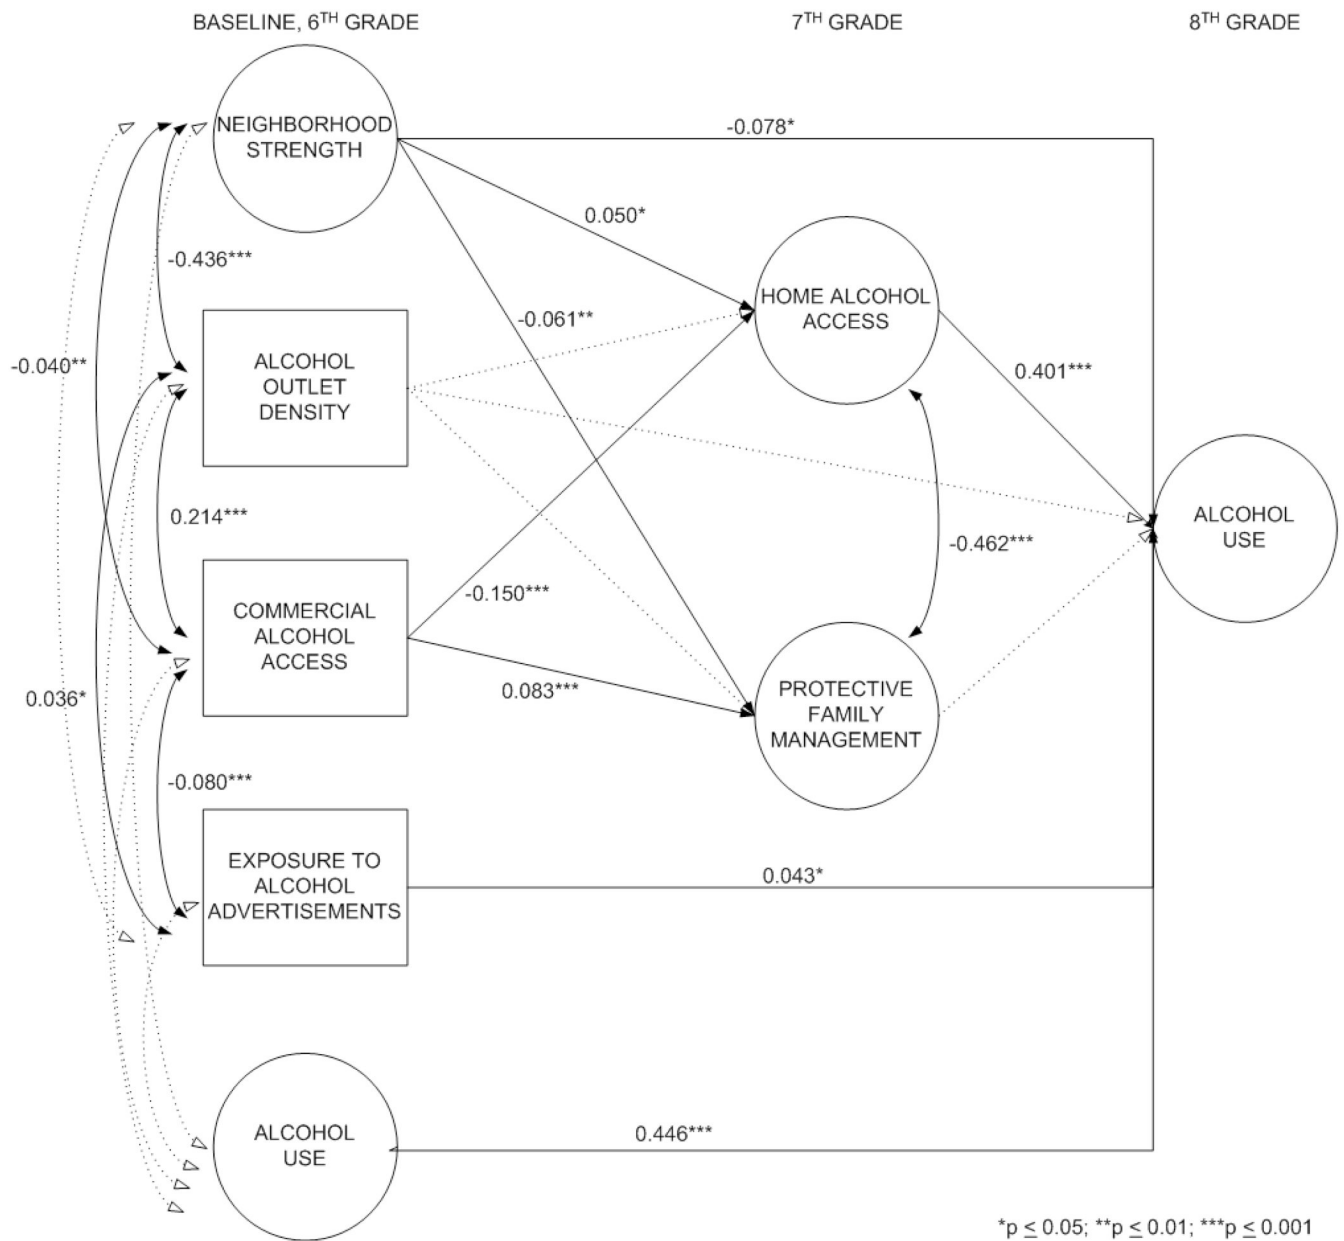 BASELINE, 6TH GRADE
7TH GRADE
8TH GRADE
NEIGHBORHOOD
STRENGTH
-0.078*
0.050*
-0.436***
HOME ALCOHOL
ACCESS
-0.061**
-0.040**
ALCOHOL
OUTLET
DENSITY
0.401***
0.214***
ALCOHOL
USE
-0.462***
COMMERCIAL
ALCOHOL
ACCESS
-0.150***
0.083***
PROTECTIVE
FAMILY
MANAGEMENT
0.036*
-0.080***
EXPOSURE TO
ALCOHOL
ADVERTISEMENTS
0.043*
ALCOHOL
USE
0.446***
*p ≤ 0.05; **p ≤ 0.01; ***p ≤ 0.001